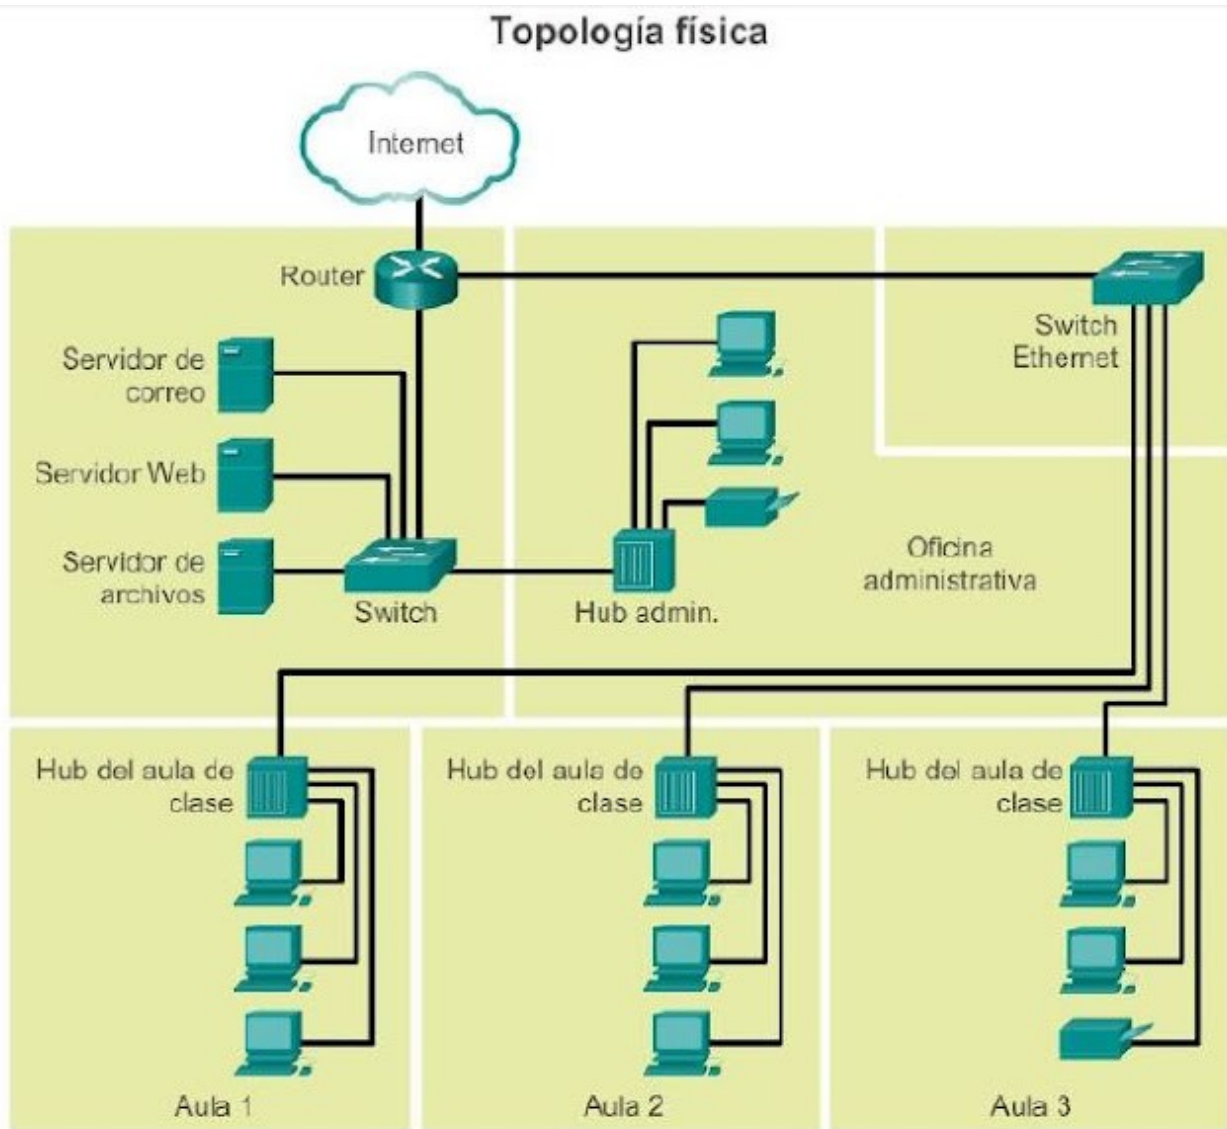 Topología física
Internet
Router
Servidor de
correo
Switch
Ethernet
Servidor Web
Servidor de
archivos
Switch
Hub admin.
Oficina
administrativa
Hub del aula de
clase
Hub del aula de
clase
Hub del aula de
clase
Aula 1
Aula 2
Aula 3